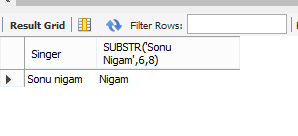 Result Grid Filter Rows:
Singer SUBSTR('Sonu
Nigam',6,8)
Sonu nigam Nigam